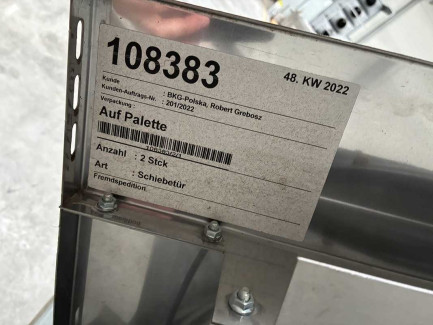 108383
48. KW 2022
Kunde : BKG-Polska, Robert Grebosz
Kunden-Auftrags-Nr. : 201/2022
Verpackung :
Auf Palette
Anzahl : 2 Stck
Art : Schiebetür
Fremdspedition.